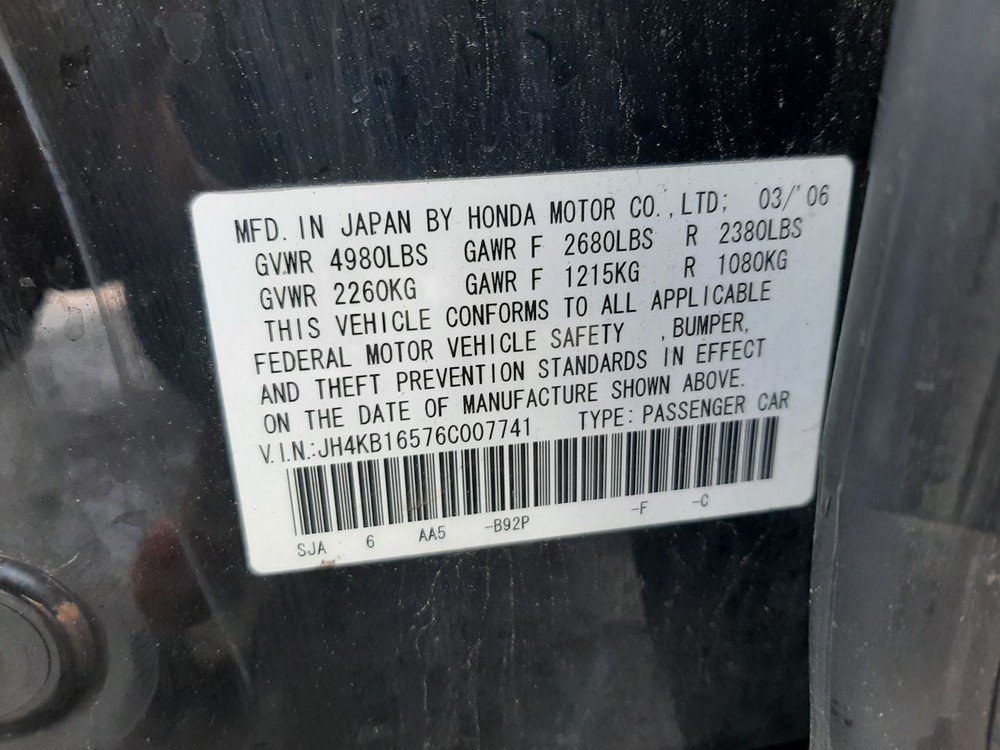 MFD. IN JAPAN BY HONDA MOTOR CO.,LTD; 03/'06
GVWR 4980LBS GAWR F 2680LBS R 2380LBS
GVWR 2260KG GAWR F 1215KG R 1080KG
THIS VEHICLE CONFORMS TO ALL APPLICABLE
FEDERAL MOTOR VEHICLE SAFETY ,BUMPER,
AND THEFT PREVENTION STANDARDS IN EFFECT
ON THE DATE OF MANUFACTURE SHOWN ABOVE.
V.I.N.:JH4KB16576C007741 TYPE: PASSENGER CAR
SJA 6 AA5 -B92P -F -C